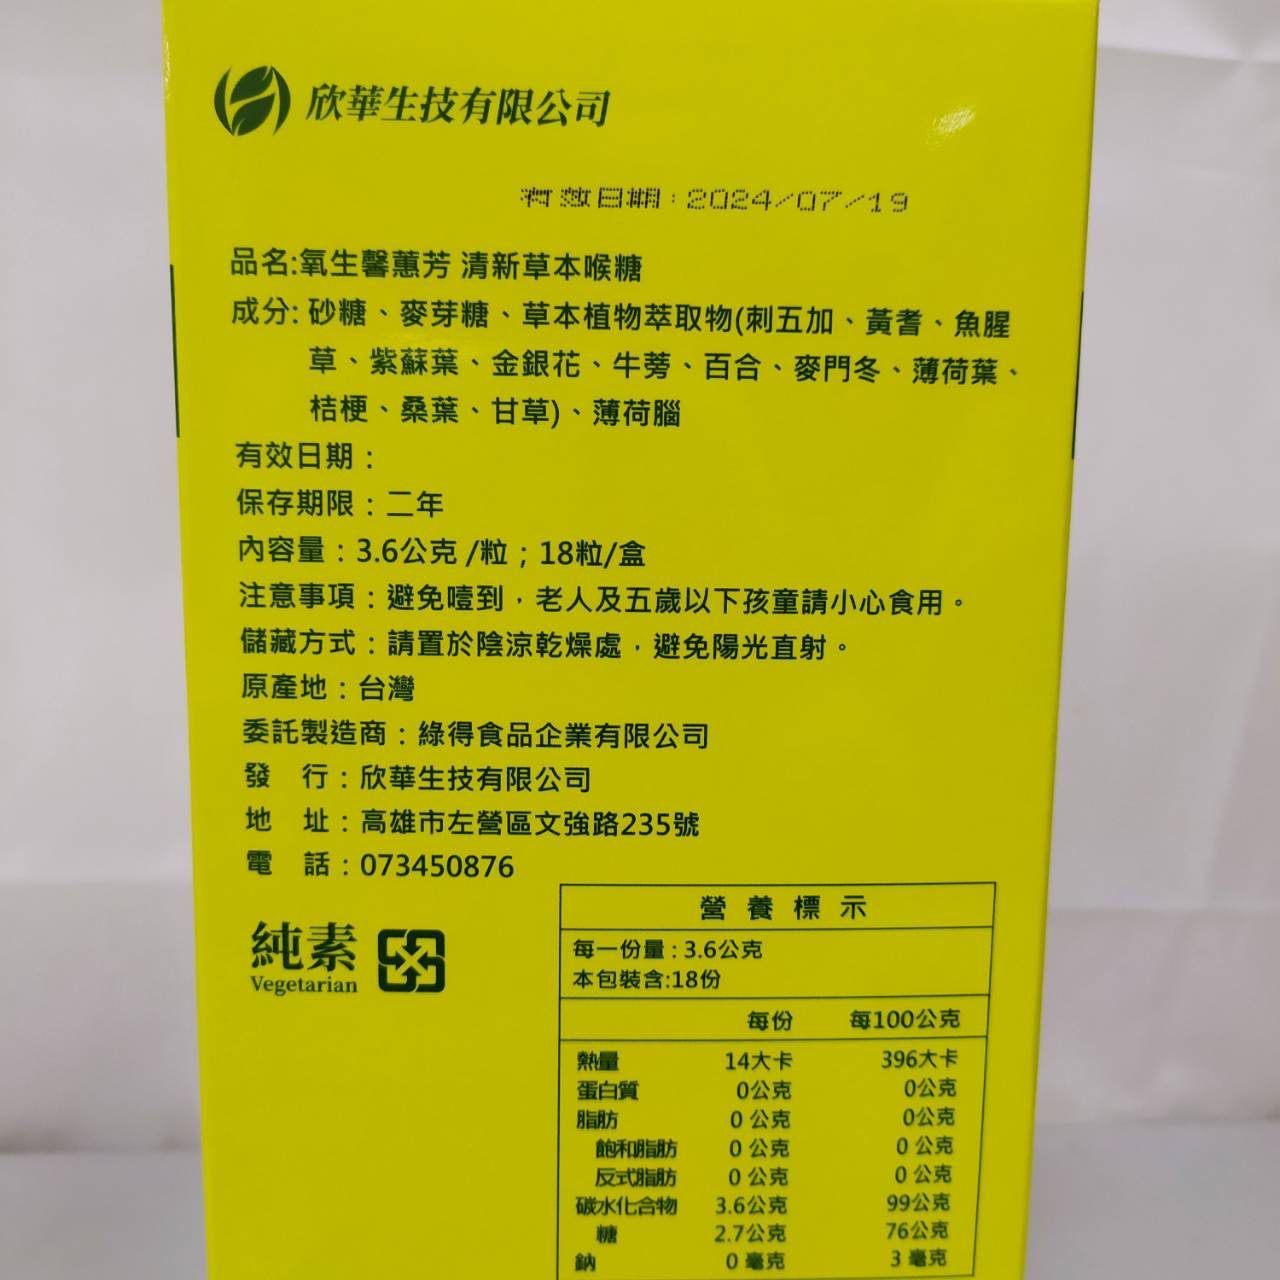 欣華生技有限公司
有效日期:2024/07/19
品名:氧生馨蕙芳 清新草本喉糖
成分: 砂糖、麥芽糖、草本植物萃取物(刺五加、黃耆、魚腥
草、紫蘇葉、金銀花、牛蒡、百合、麥門冬、薄荷葉、
桔梗、桑葉、甘草)、薄荷腦
有效日期：
保存期限：二年
內容量：3.6公克 /粒；18粒/盒
注意事項：避免噎到，老人及五歲以下孩童請小心食用。
儲藏方式：請置於陰涼乾燥處，避免陽光直射。
原產地：台灣
委託製造商：綠得食品企業有限公司
發 行：欣華生技有限公司
地 址：高雄市左營區文強路235號
電 話：073450876
純素
Vegetarian
營養標示
每一份量：3.6公克
本包裝含:18份
每份 每100公克
熱量 14大卡 396大卡
蛋白質 0公克 0公克
脂肪 0 公克 0公克
飽和脂肪 0 公克 0 公克
反式脂肪 0 公克 0 公克
碳水化合物 3.6公克 99公克
糖 2.7公克 76公克
鈉 0 毫克 3 毫克